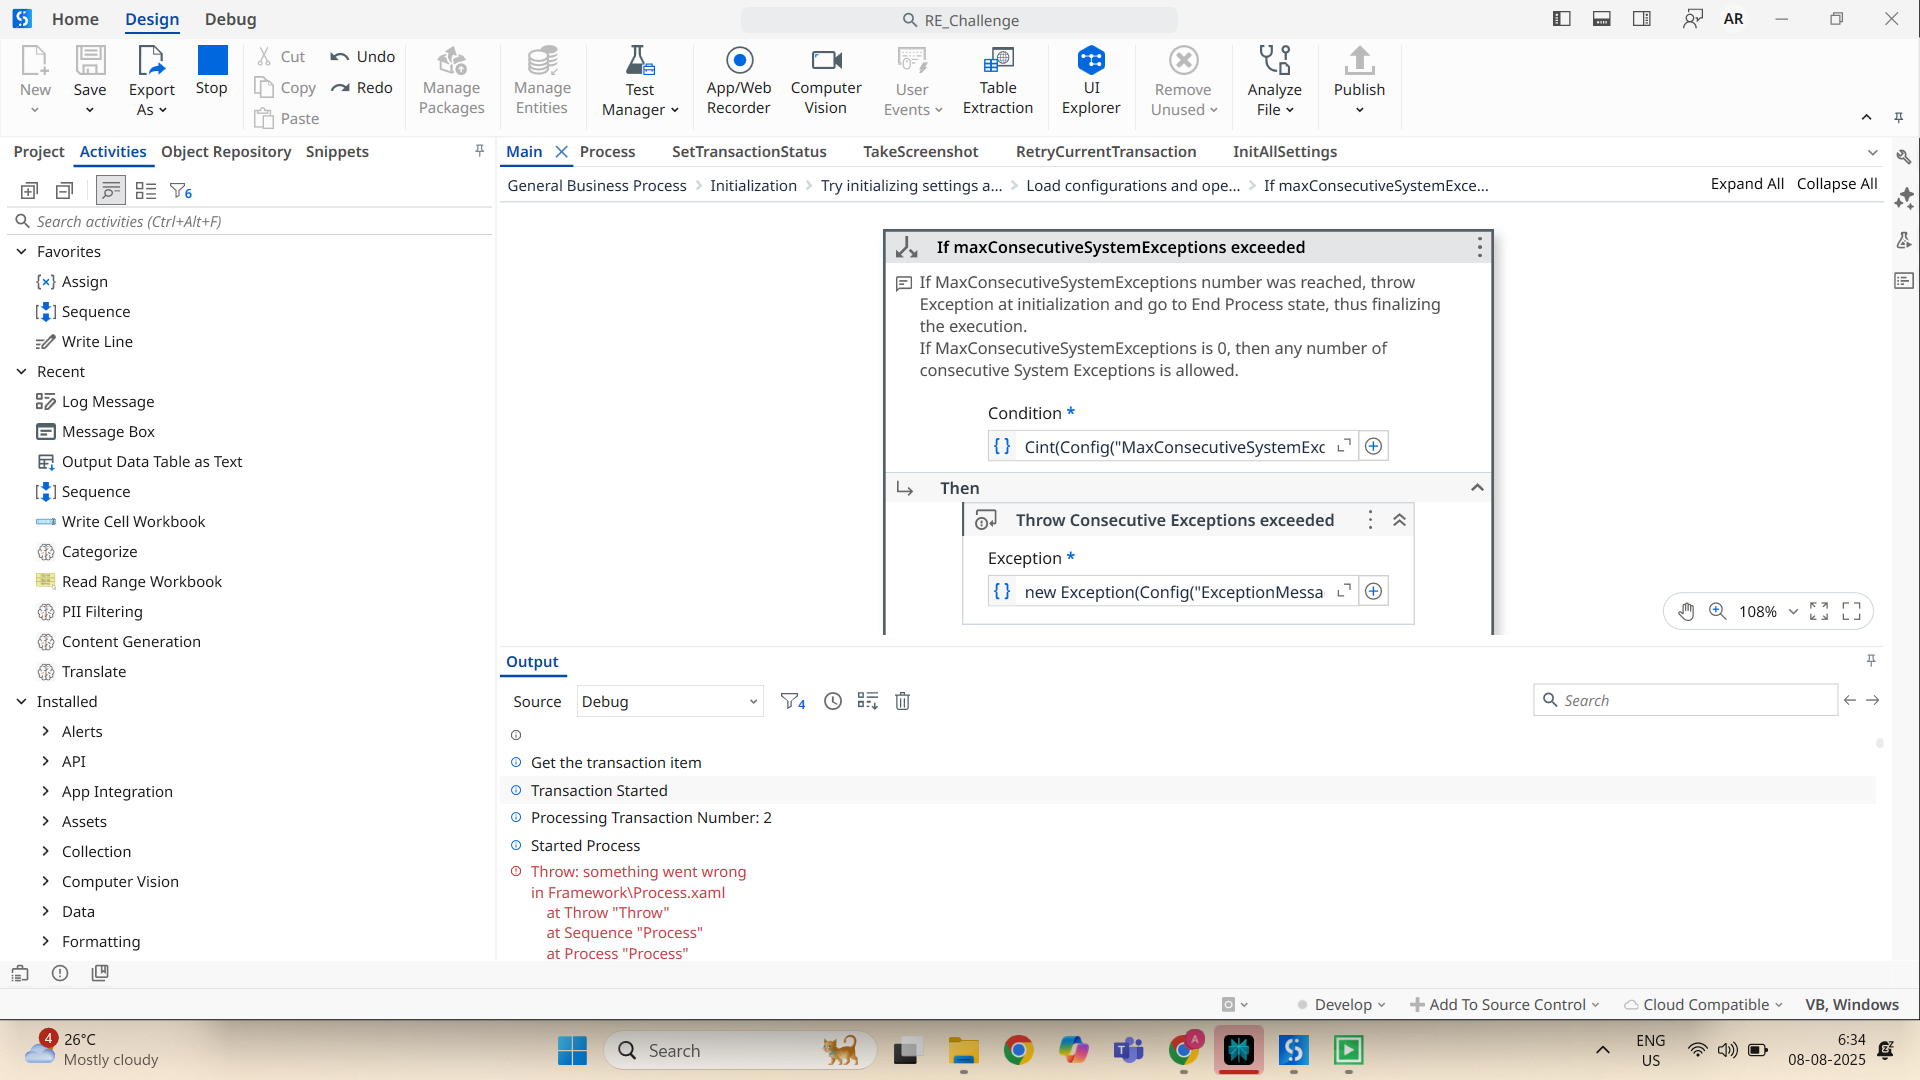 Home Design Debug
RE_Challenge
AR
New
Save
Export As
Stop
Cut
Copy
Paste
Undo
Redo
Manage Packages
Manage Entities
Test Manager
App/Web Recorder
Computer Vision
User Events
Table Extraction
UI Explorer
Remove Unused
Analyze File
Publish
Project Activities Object Repository Snippets
6
Search activities (Ctrl+Alt+F)
Favorites
Assign
Sequence
Write Line
Recent
Log Message
Message Box
Output Data Table as Text
Sequence
Write Cell Workbook
Categorize
Read Range Workbook
PII Filtering
Content Generation
Translate
Installed
Alerts
API
App Integration
Assets
Collection
Computer Vision
Data
Formatting
Main Process SetTransactionStatus TakeScreenshot RetryCurrentTransaction InitAllSettings
General Business Process Initialization Try initializing settings a... Load configurations and ope... If maxConsecutiveSystemExce...
Expand All Collapse All
If maxConsecutiveSystemExceptions exceeded
If MaxConsecutiveSystemExceptions number was reached, throw
Exception at initialization and go to End Process state, thus finalizing
the execution.
If MaxConsecutiveSystemExceptions is 0, then any number of
consecutive System Exceptions is allowed.
Condition *
Cint(Config("MaxConsecutiveSystemExc
Then
Throw Consecutive Exceptions exceeded
Exception *
new Exception(Config("ExceptionMessa
108%
Output
Source Debug 4
Search
Get the transaction item
Transaction Started
Processing Transaction Number: 2
Started Process
Throw: something went wrong
in Framework\Process.xaml
at Throw "Throw"
at Sequence "Process"
at Process "Process"
Develop Add To Source Control Cloud Compatible VB, Windows
4
26°C
Mostly cloudy
Search
A
ENG
US
6:34
08-08-2025